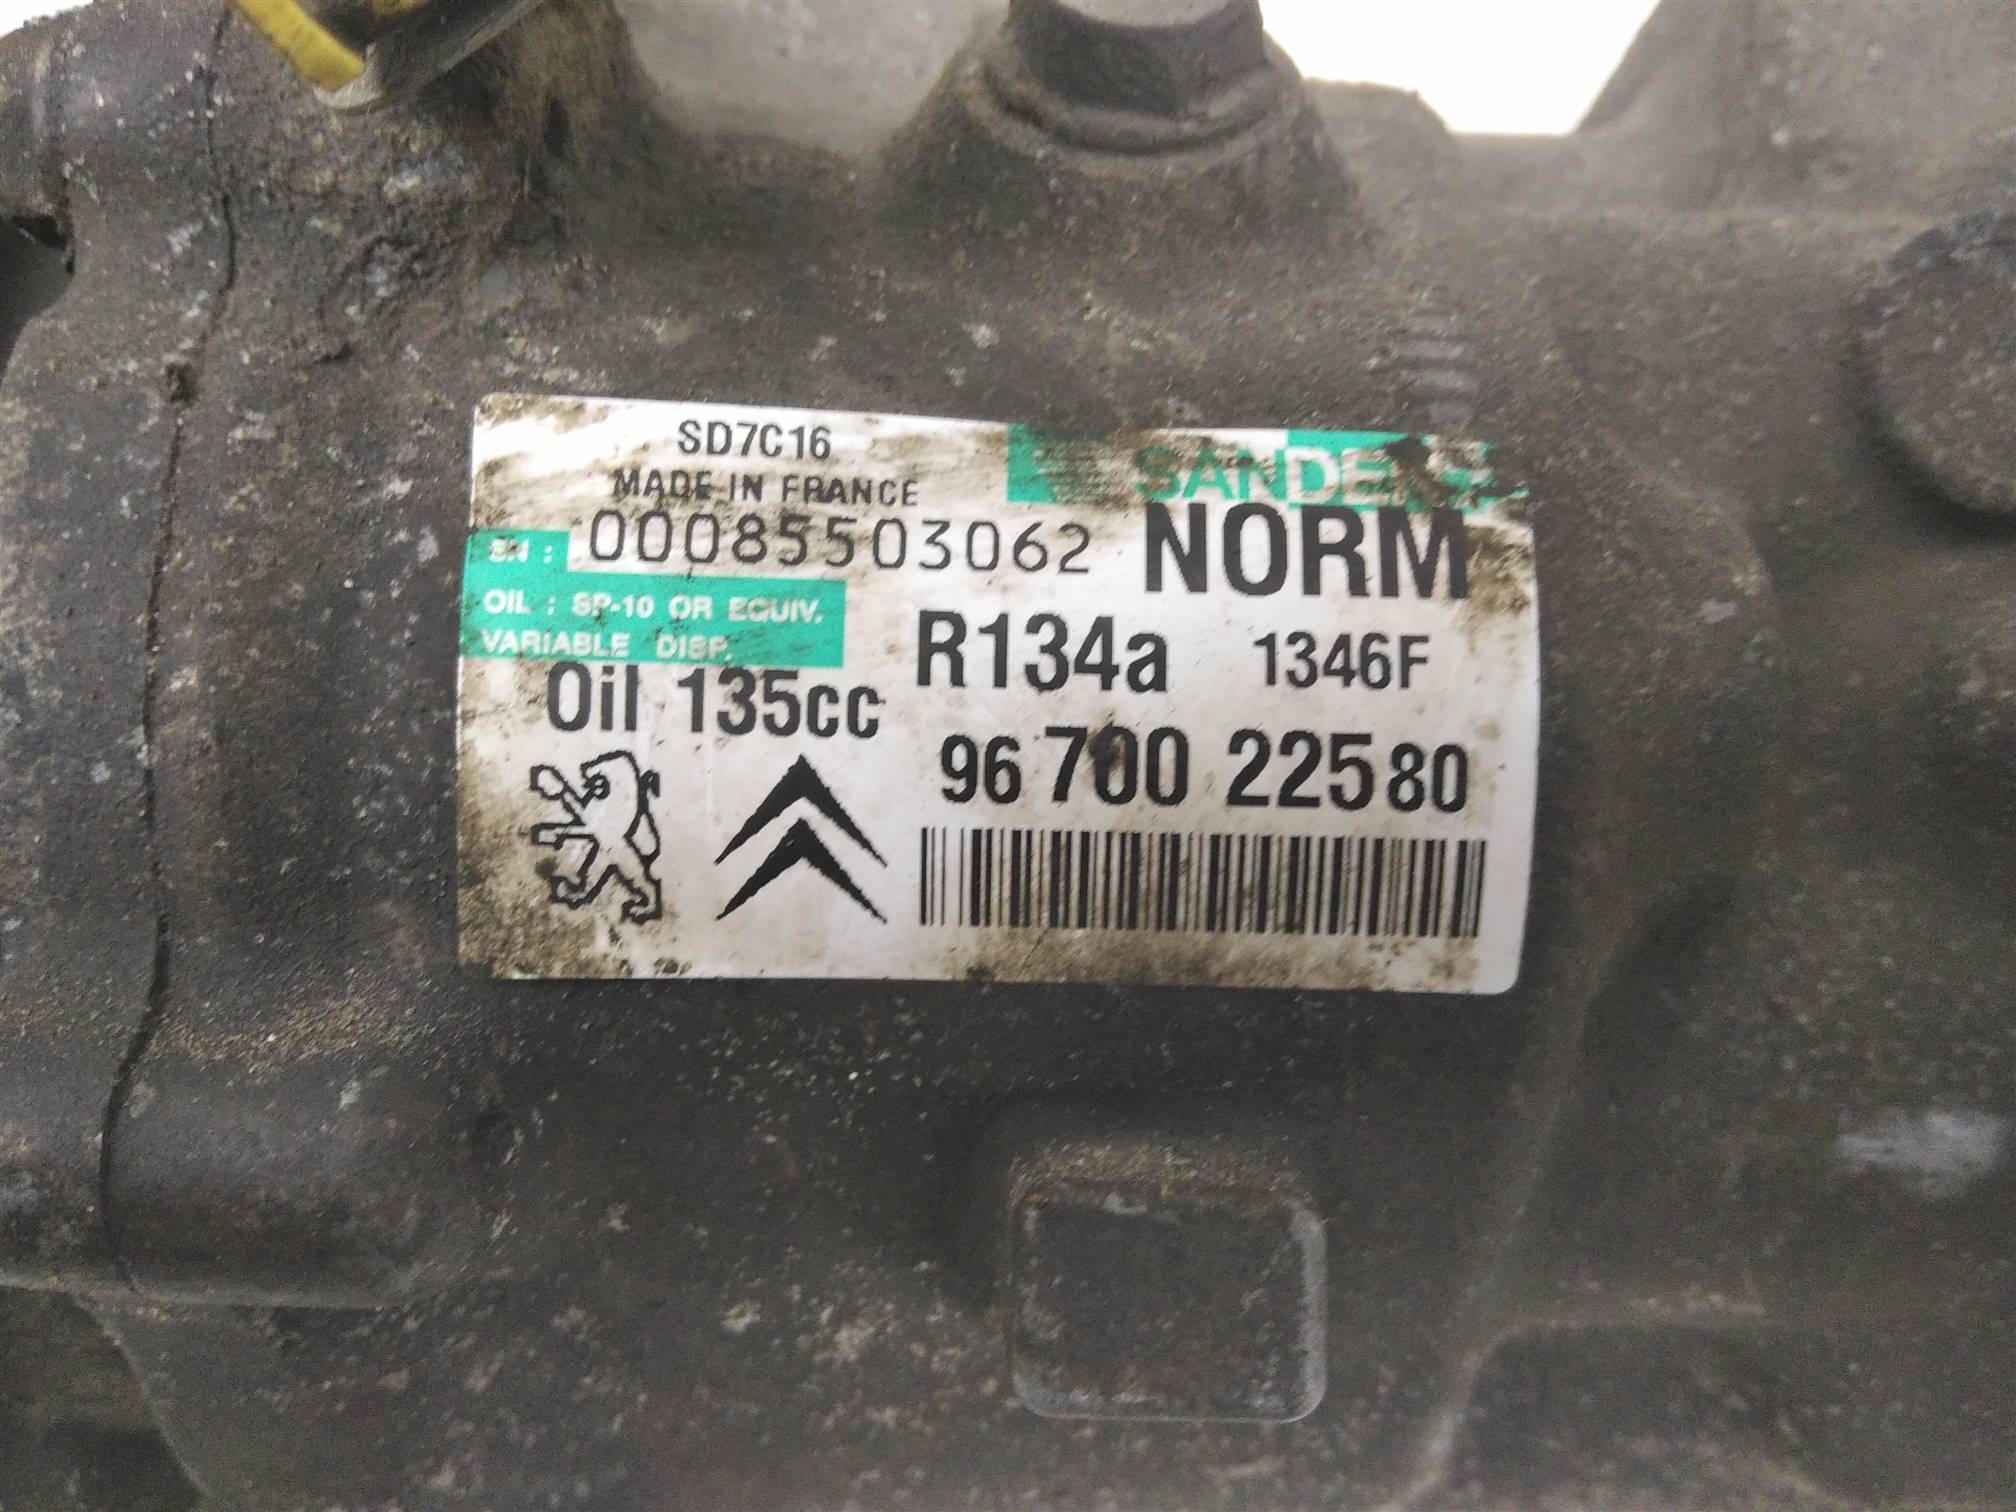 SD7C16
MADE IN FRANCE
SN : 00085503062
OIL : SP-10 OR EQUIV.
VARIABLE DISP.
Oil 135cc
SANDEN
NORM
R134a 1346F
96 700 225 80